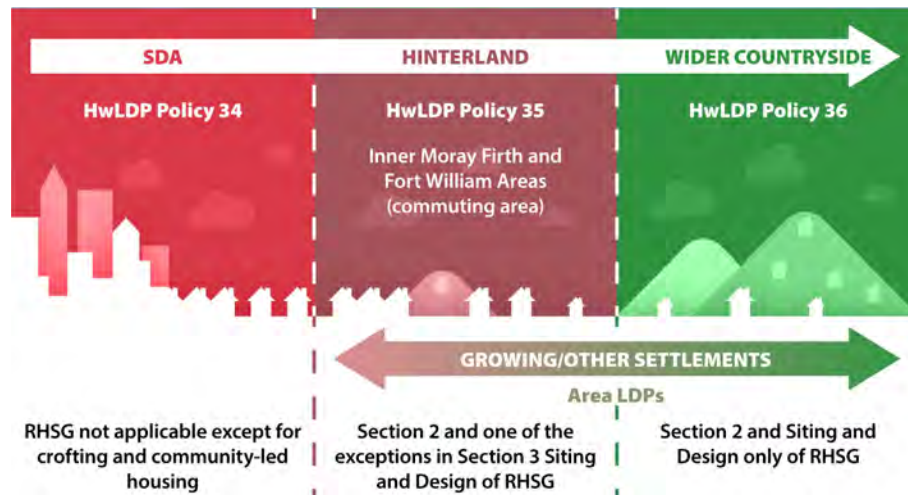 SDA
HINTERLAND
WIDER COUNTRYSIDE
HwLDP Policy 34
HwLDP Policy 35
HwLDP Policy 36
Inner Moray Firth and
Fort William Areas
(commuting area)
GROWING/OTHER SETTLEMENTS
Area LDPs
RHSG not applicable except for
crofting and community-led
housing
Section 2 and one of the
exceptions in Section 3 Siting
and Design of RHSG
Section 2 and Siting and
Design only of RHSG